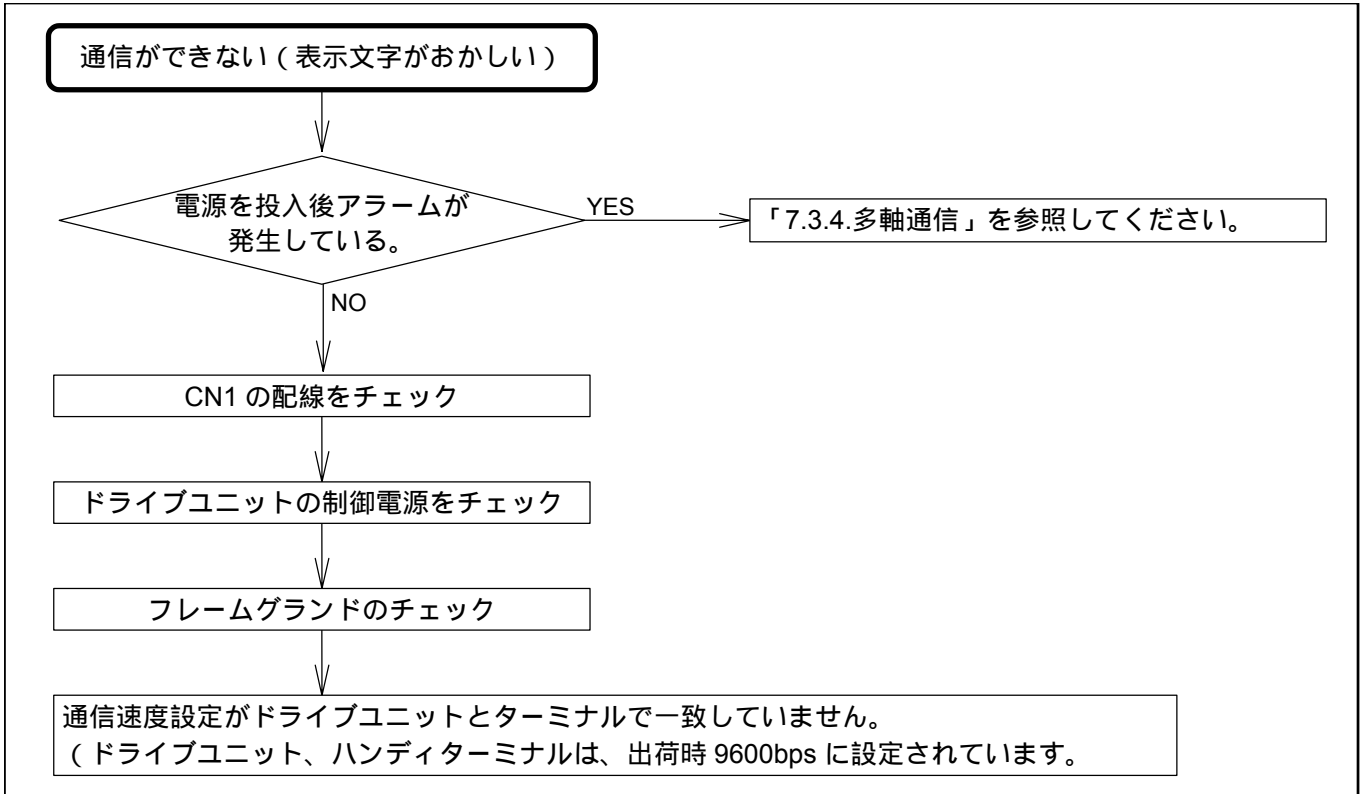 通信ができない（表示文字がおかしい）
電源を投入後アラームが
発生している。
YES
「7.3.4.多軸通信」を参照してください。
NO
CN1 の配線をチェック
ドライブユニットの制御電源をチェック
フレームグランドのチェック
通信速度設定がドライブユニットとターミナルで一致していません。
（ドライブユニット、ハンディターミナルは、出荷時 9600bps に設定されています。